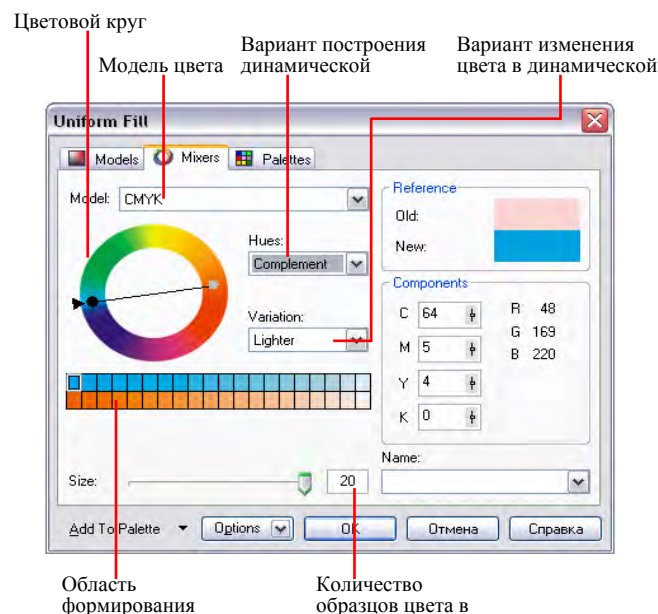 Цветовой круг
Модель цвета
Вариант построения
динамической
Вариант изменения
цвета в динамической
Uniform Fill
Models
Mixers
Palettes
Model:
CMYK
Hues:
Complement
Variation:
Lighter
Reference
Old:
New:
Components
C 64
M 5
Y 4
K 0
R 48
G 169
B 220
Size:
20
Name:
Add To Palette
Options
OK
Отмена
Справка
Область
формирования
Количество
образцов цвета в